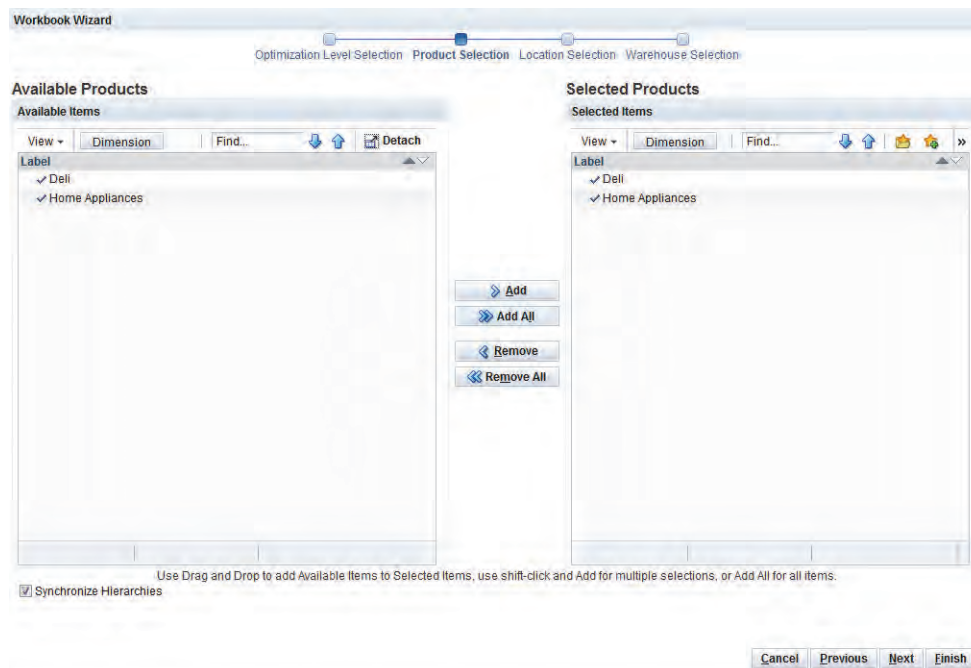 Workbook Wizard
Optimization Level Selection Product Selection Location Selection Warehouse Selection
Available Products
Available Items
View Dimension Find... Detach
Label
Deli
Home Appliances
Add
Add All
Remove
Remove All
Selected Products
Selected Items
View Dimension Find... »
Label
Deli
Home Appliances
Use Drag and Drop to add Available Items to Selected Items, use shift-click and Add for multiple selections, or Add All for all items.
Synchronize Hierarchies
Cancel Previous Next Finish